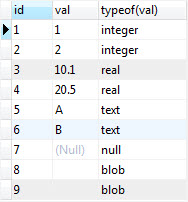 id val typeof(val)
1 1 integer
2 2 integer
3 10.1 real
4 20.5 real
5 A text
6 B text
7 (Null) null
8 blob
9 blob